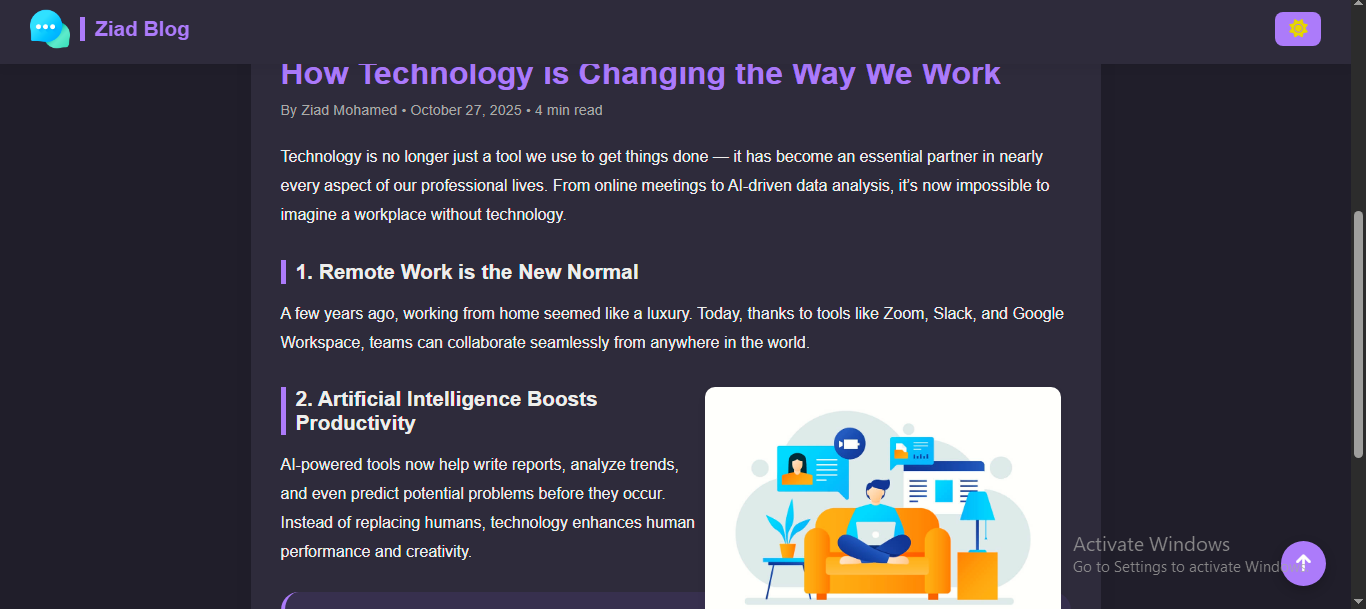 Ziad Blog
How Technology is Changing the Way We Work
By Ziad Mohamed • October 27, 2025 • 4 min read
Technology is no longer just a tool we use to get things done — it has become an essential partner in nearly
every aspect of our professional lives. From online meetings to AI-driven data analysis, it’s now impossible to
imagine a workplace without technology.
1. Remote Work is the New Normal
A few years ago, working from home seemed like a luxury. Today, thanks to tools like Zoom, Slack, and Google
Workspace, teams can collaborate seamlessly from anywhere in the world.
2. Artificial Intelligence Boosts
Productivity
AI-powered tools now help write reports, analyze trends,
and even predict potential problems before they occur.
Instead of replacing humans, technology enhances human
performance and creativity.
Activate Windows
Go to Settings to activate Windows.